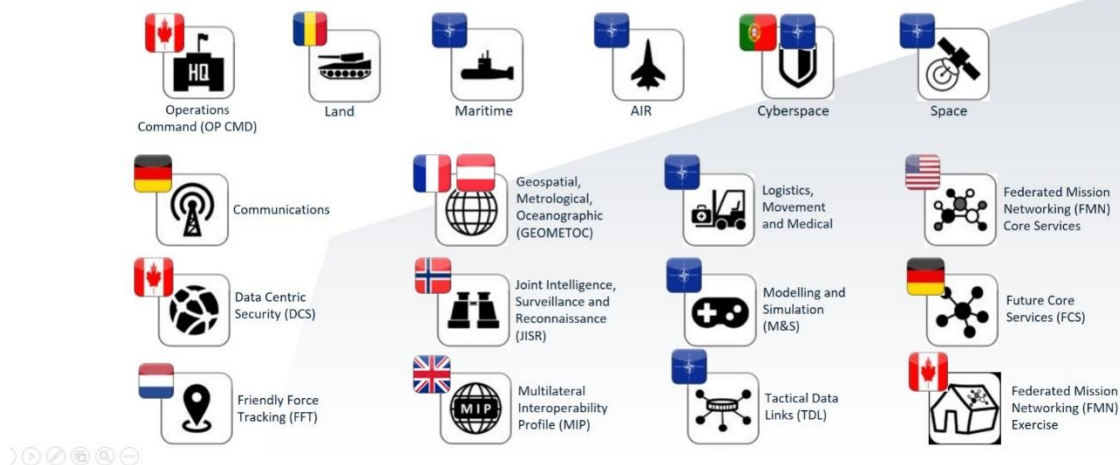 HQ
Operations
Command (OP CMD)
Land
Maritime
AIR
Cyberspace
Space
Communications
Geospatial,
Metrological,
Oceanographic
(GEOMETOC)
Logistics,
Movement
and Medical
Federated Mission
Networking (FMN)
Core Services
Data Centric
Security (DCS)
Joint Intelligence,
Surveillance and
Reconnaissance
(JISR)
Modelling and
Simulation
(M&S)
Future Core
Services (FCS)
Friendly Force
Tracking (FFT)
MIP
Multilateral
Interoperability
Profile (MIP)
Tactical Data
Links (TDL)
Federated Mission
Networking (FMN)
Exercise